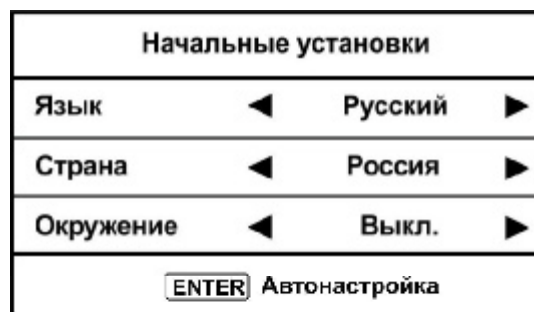 Начальные установки
Язык ◀ Русский ▶
Страна ◀ Россия ▶
Окружение ◀ Выкл. ▶
ENTER Автонастройка